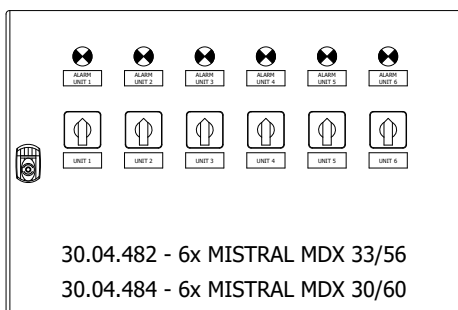 ALARM ALARM ALARM ALARM ALARM ALARM
UNIT 1 UNIT 2 UNIT 3 UNIT 4 UNIT 5 UNIT 6
UNIT 1 UNIT 2 UNIT 3 UNIT 4 UNIT 5 UNIT 6
30.04.482 - 6x MISTRAL MDX 33/56
30.04.484 - 6x MISTRAL MDX 30/60